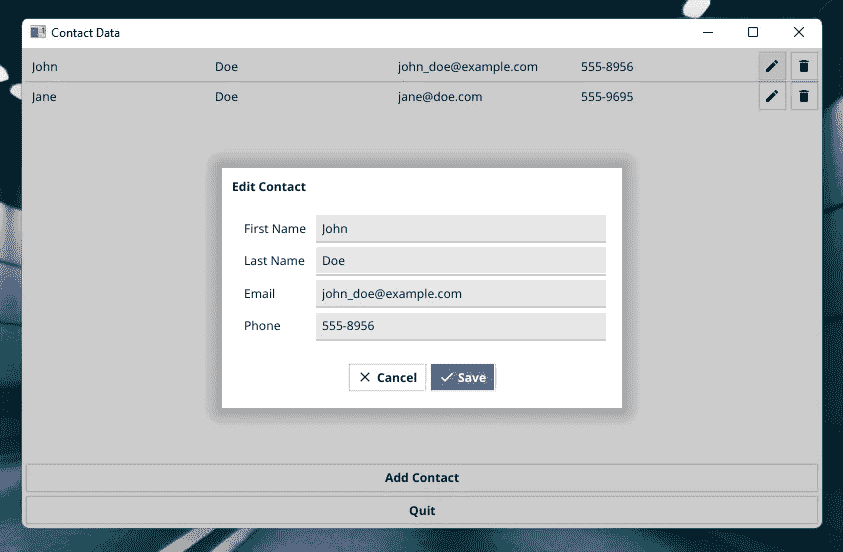 Contact Data
John Doe john_doe@example.com 555-8956
Jane Doe jane@doe.com 555-9695
Edit Contact
First Name John
Last Name Doe
Email john_doe@example.com
Phone 555-8956
Cancel Save
Add Contact
Quit